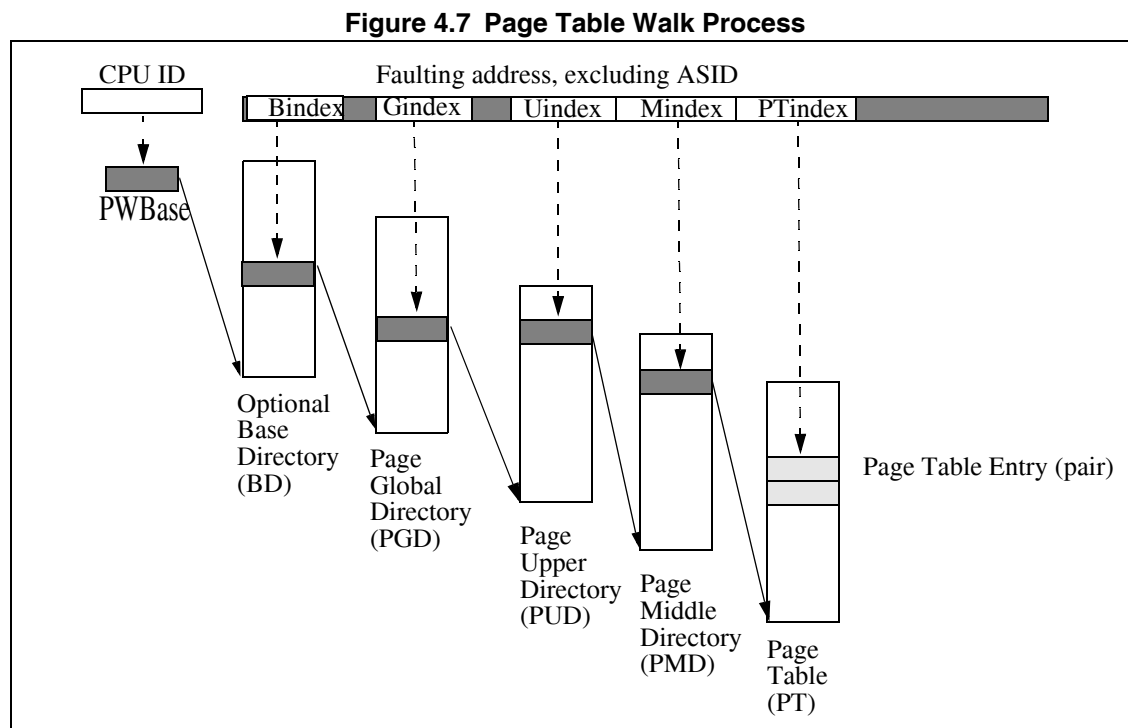 Figure 4.7 Page Table Walk Process
CPU ID
Faulting address, excluding ASID
Bindex
Gindex
Uindex
Mindex
PTindex
PWBase
Optional
Base
Directory
(BD)
Page
Global
Directory
(PGD)
Page
Upper
Directory
(PUD)
Page
Middle
Directory
(PMD)
Page
Table
(PT)
Page Table Entry (pair)